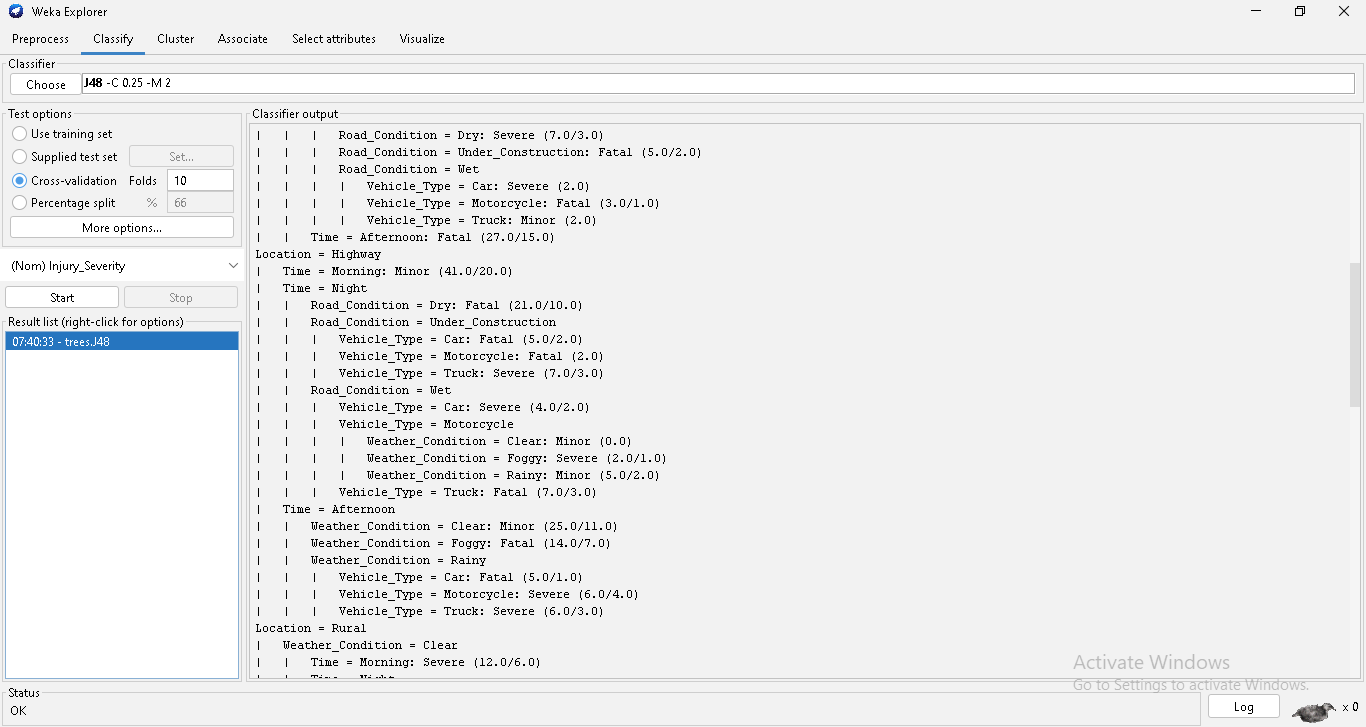 Weka Explorer
Preprocess Classify Cluster Associate Select attributes Visualize
Classifier
Choose J48 -C 0.25 -M 2
Test options
Use training set
Supplied test set Set...
Cross-validation Folds 10
Percentage split % 66
More options...
(Nom) Injury_Severity
Start Stop
Result list (right-click for options)
07:40:33 - trees.J48
Classifier output
| | | Road_Condition = Dry: Severe (7.0/3.0)
| | | Road_Condition = Under_Construction: Fatal (5.0/2.0)
| | | Road_Condition = Wet
| | | | Vehicle_Type = Car: Severe (2.0)
| | | | Vehicle_Type = Motorcycle: Fatal (3.0/1.0)
| | | | Vehicle_Type = Truck: Minor (2.0)
| | Time = Afternoon: Fatal (27.0/15.0)
Location = Highway
| Time = Morning: Minor (41.0/20.0)
| Time = Night
| | Road_Condition = Dry: Fatal (21.0/10.0)
| | Road_Condition = Under_Construction
| | | Vehicle_Type = Car: Fatal (5.0/2.0)
| | | Vehicle_Type = Motorcycle: Fatal (2.0)
| | | Vehicle_Type = Truck: Severe (7.0/3.0)
| | Road_Condition = Wet
| | | Vehicle_Type = Car: Severe (4.0/2.0)
| | | Vehicle_Type = Motorcycle
| | | | Weather_Condition = Clear: Minor (0.0)
| | | | Weather_Condition = Foggy: Severe (2.0/1.0)
| | | | Weather_Condition = Rainy: Minor (5.0/2.0)
| | | Vehicle_Type = Truck: Fatal (7.0/3.0)
| Time = Afternoon
| | Weather_Condition = Clear: Minor (25.0/11.0)
| | Weather_Condition = Foggy: Fatal (14.0/7.0)
| | Weather_Condition = Rainy
| | | Vehicle_Type = Car: Fatal (5.0/1.0)
| | | Vehicle_Type = Motorcycle: Severe (6.0/4.0)
| | | Vehicle_Type = Truck: Severe (6.0/3.0)
Location = Rural
| Weather_Condition = Clear
| | Time = Morning: Severe (12.0/6.0)
| | Time = Night
Activate Windows
Go to Settings to activate Windows.
Status
OK
Log x 0